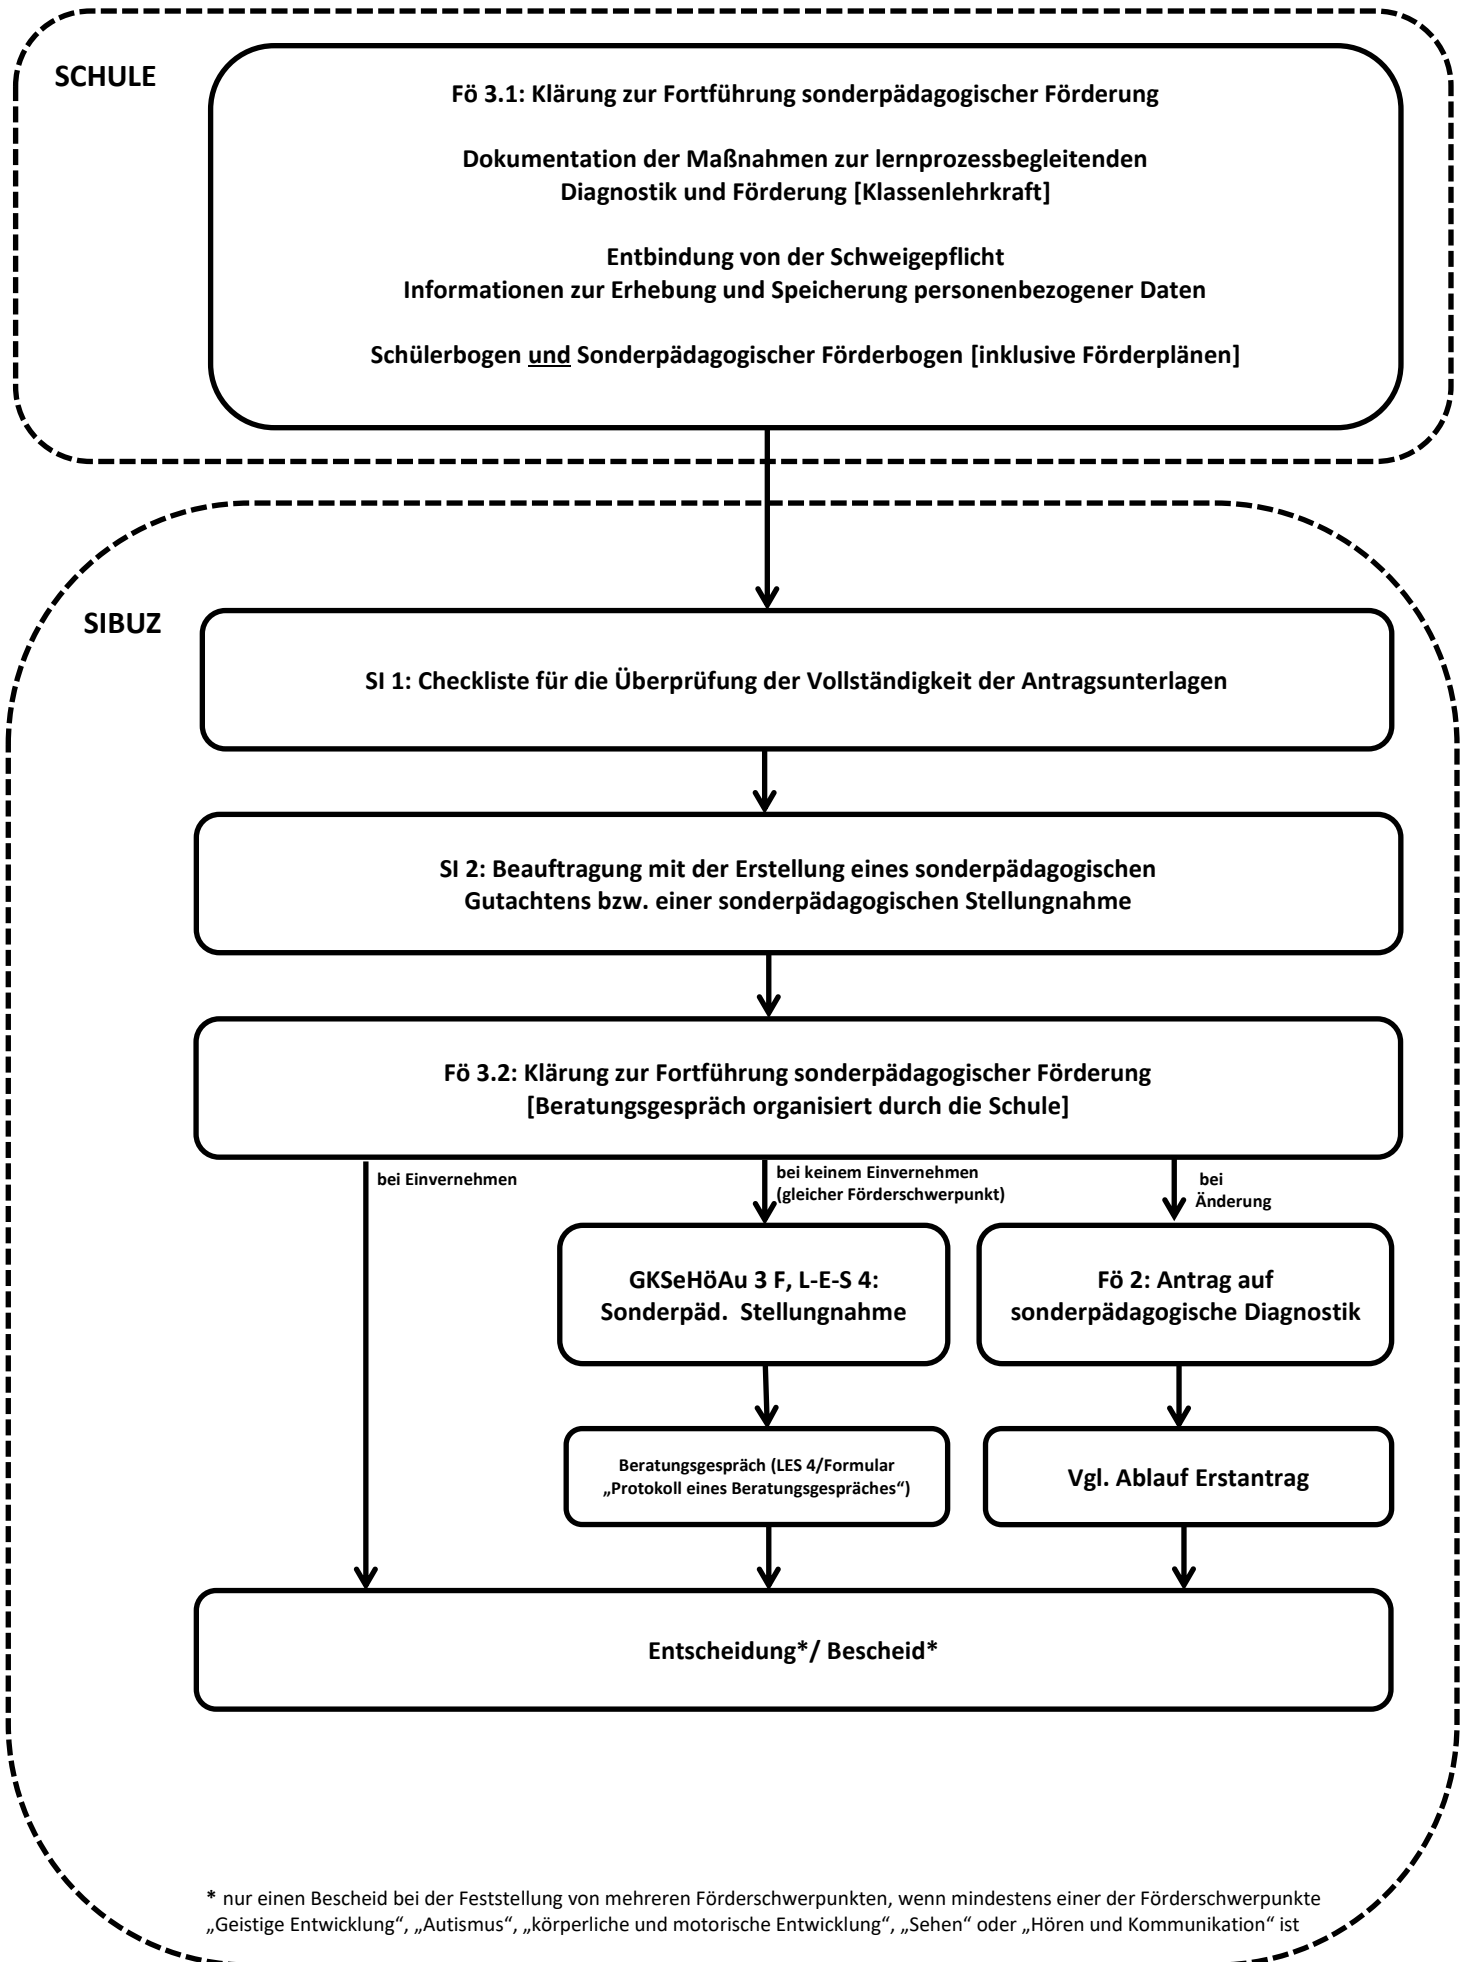 SCHULE
Fö 3.1: Klärung zur Fortführung sonderpädagogischer Förderung
Dokumentation der Maßnahmen zur lernprozessbegleitenden
Diagnostik und Förderung [Klassenlehrkraft]
Entbindung von der Schweigepflicht
Informationen zur Erhebung und Speicherung personenbezogener Daten
Schülerbogen und Sonderpädagogischer Förderbogen [inklusive Förderplänen]
SIBUZ
SI 1: Checkliste für die Überprüfung der Vollständigkeit der Antragsunterlagen
SI 2: Beauftragung mit der Erstellung eines sonderpädagogischen
Gutachtens bzw. einer sonderpädagogischen Stellungnahme
Fö 3.2: Klärung zur Fortführung sonderpädagogischer Förderung
[Beratungsgespräch organisiert durch die Schule]
bei Einvernehmen
bei keinem Einvernehmen
(gleicher Förderschwerpunkt)
bei
Änderung
GKSeHöAu 3 F, L-E-S 4:
Sonderpäd. Stellungnahme
Fö 2: Antrag auf
sonderpädagogische Diagnostik
Beratungsgespräch (LES 4/Formular
„Protokoll eines Beratungsgespräches“)
Vgl. Ablauf Erstantrag
Entscheidung*/ Bescheid*
* nur einen Bescheid bei der Feststellung von mehreren Förderschwerpunkten, wenn mindestens einer der Förderschwerpunkte
„Geistige Entwicklung“, „Autismus“, „körperliche und motorische Entwicklung“, „Sehen“ oder „Hören und Kommunikation“ ist